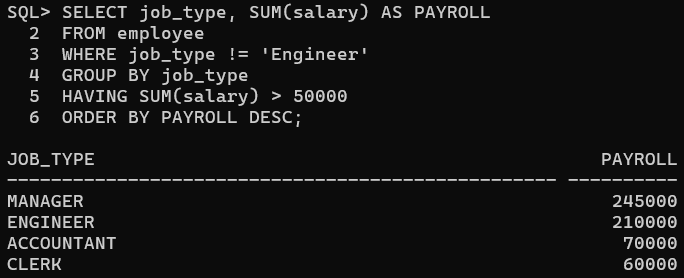 SQL> SELECT job_type, SUM(salary) AS PAYROLL
  2  FROM employee
  3  WHERE job_type != 'Engineer'
  4  GROUP BY job_type
  5  HAVING SUM(salary) > 50000
  6  ORDER BY PAYROLL DESC;

JOB_TYPE                                              PAYROLL
-------------------------------------------------- ----------
MANAGER                                                245000
ENGINEER                                               210000
ACCOUNTANT                                              70000
CLERK                                                   60000